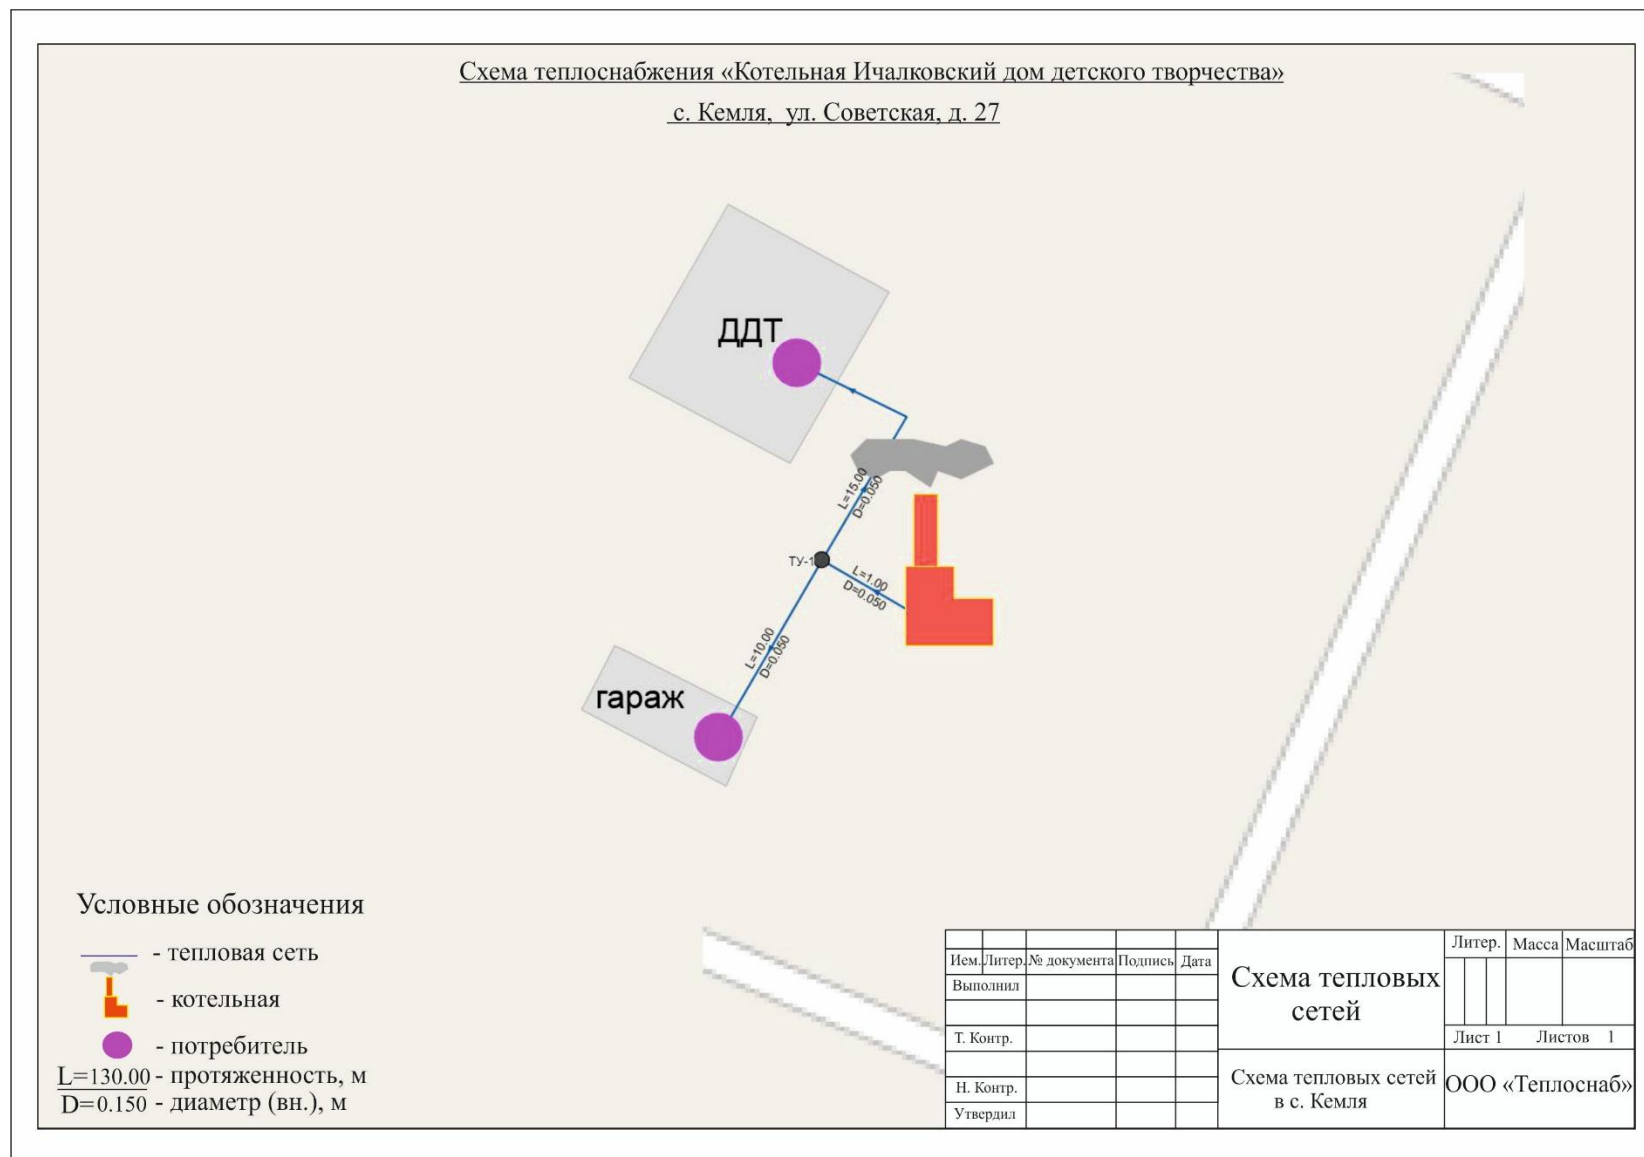 Схема теплоснабжения «Котельная Ичалковский дом детского творчества»
с. Кемля, ул. Советская, д. 27
ДДТ
L=15.00
D=0.050
ТУ-1
L=1.00
D=0.050
L=10.00
D=0.050
гараж
Условные обозначения
- тепловая сеть
- котельная
- потребитель
L=130.00 - протяженность, м
D=0.150 - диаметр (вн.), м
Ием. Литер. № документа Подпись Дата
Выполнил
Т. Контр.
Н. Контр.
Утвердил
Схема тепловых
сетей
Схема тепловых сетей
в с. Кемля
Литер. Масса Масштаб
Лист 1 Листов 1
ООО «Теплоснаб»